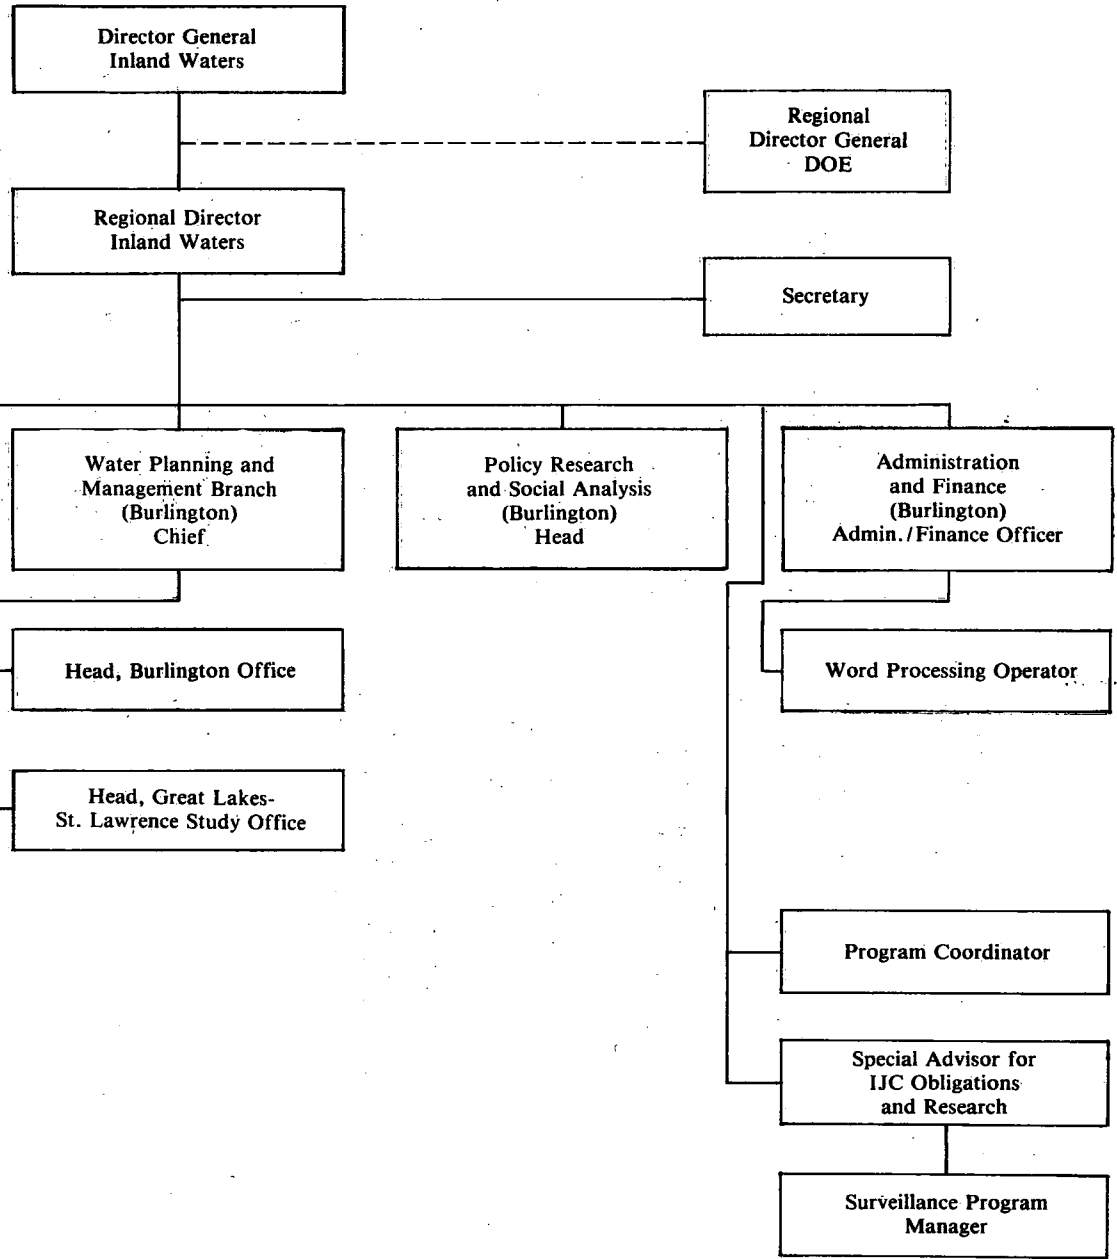 Director General
Inland Waters
Regional
Director General
DOE
Regional Director
Inland Waters
Secretary
Water Planning and
Management Branch
(Burlington)
Chief
Policy Research
and Social Analysis
(Burlington)
Head
Administration
and Finance
(Burlington)
Admin./Finance Officer
Head, Burlington Office
Word Processing Operator
Head, Great Lakes-
St. Lawrence Study Office
Program Coordinator
Special Advisor for
IJC Obligations
and Research
Surveillance Program
Manager